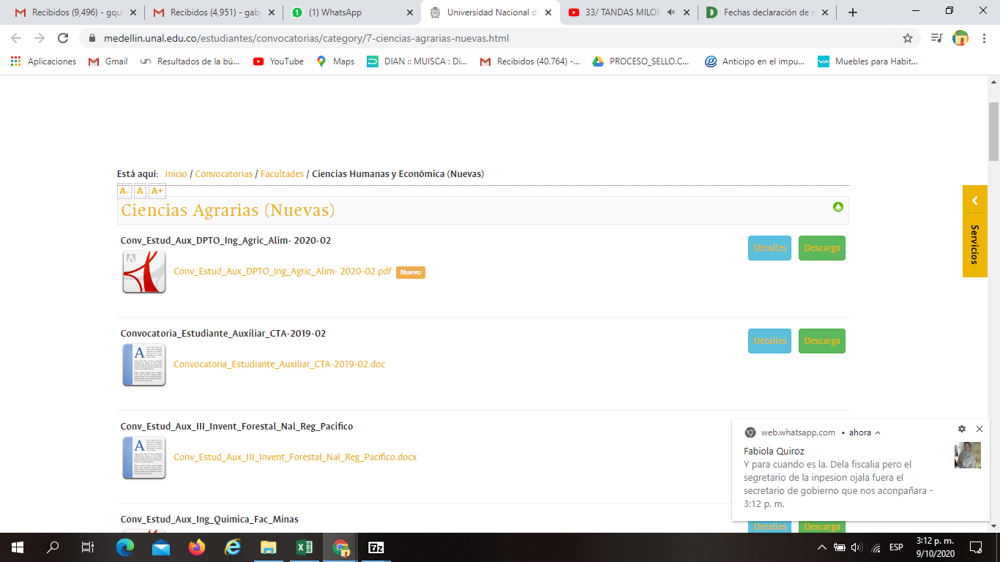 Recibidos (9,496) - gqui
Recibidos (4,951) - gaby
(1) WhatsApp
Universidad Nacional d
33/ TANDAS MILON
Fechas declaración de r
medellin.unal.edu.co/estudiantes/convocatorias/category/7-ciencias-agrarias-nuevas.html
Aplicaciones
Gmail
Resultados de la bú...
YouTube
Maps
DIAN :: MUISCA : Di...
Recibidos (40.764) -...
PROCESO_SELLO.C...
Anticipo en el impu...
Muebles para Habit...
Está aquí: Inicio / Convocatorias / Facultades / Ciencias Humanas y Económica (Nuevas)
A- A A+
Ciencias Agrarias (Nuevas)
Conv_Estud_Aux_DPTO_Ing_Agric_Alim- 2020-02
Detalles Descarga
Conv_Estud_Aux_DPTO_Ing_Agric_Alim- 2020-02.pdf Nuevo
Servicios
Convocatoria_Estudiante_Auxiliar_CTA-2019-02
Detalles Descarga
Convocatoria_Estudiante_Auxiliar_CTA-2019-02.doc
Conv_Estud_Aux_III_Invent_Forestal_Nal_Reg_Pacifico
Conv_Estud_Aux_III_Invent_Forestal_Nal_Reg_Pacifico.docx
web.whatsapp.com • ahora
Fabiola Quiroz
Y para cuando es la. Dela fiscalia pero el
segretario de la inpesion ojala fuera el
secretario de gobierno que nos aconpañara -
3:12 p. m.
Conv_Estud_Aux_Ing_Quimica_Fac_Minas
Detalles Descarga
7z
ESP
3:12 p. m.
9/10/2020